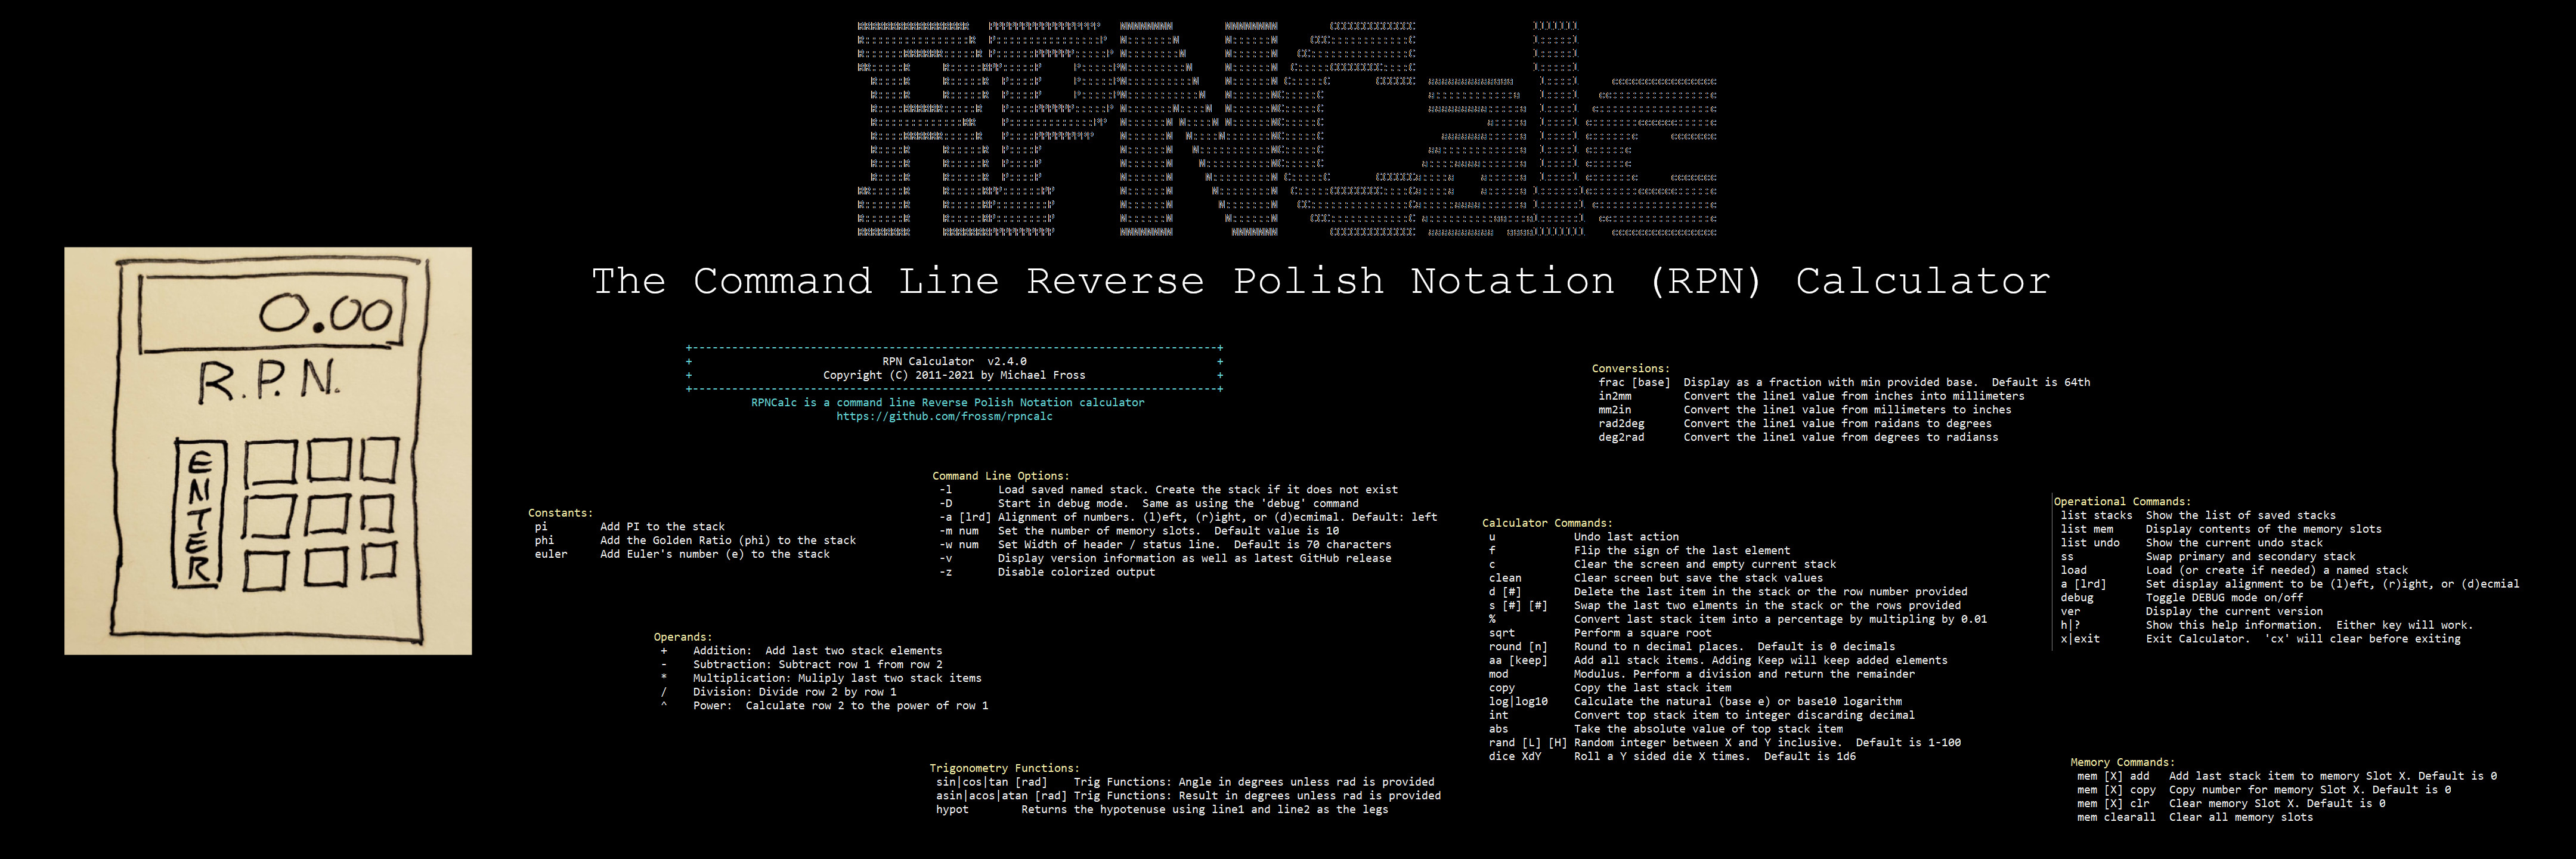 RPNCalc
The Command Line Reverse Polish Notation (RPN) Calculator
0.00
R.P.N.
ENTER
+---------------------------------------------------------------------------------+
+ RPN Calculator  v2.4.0 +
+ Copyright (C) 2011-2021 by Michael Fross +
+---------------------------------------------------------------------------------+
RPNCalc is a command line Reverse Polish Notation calculator
https://github.com/frossm/rpncalc
Constants:
pi Add PI to the stack
phi Add the Golden Ratio (phi) to the stack
euler Add Euler's number (e) to the stack
Command Line Options:
-l Load saved named stack. Create the stack if it does not exist
-D Start in debug mode.  Same as using the 'debug' command
-a [lrd] Alignment of numbers. (l)eft, (r)ight, or (d)ecmimal. Default: left
-m num Set the number of memory slots.  Default value is 10
-w num Set Width of header / status line.  Default is 70 characters
-v Display version information as well as latest GitHub release
-z Disable colorized output
Operands:
+ Addition:  Add last two stack elements
- Subtraction: Subtract row 1 from row 2
* Multiplication: Muliply last two stack items
/ Division: Divide row 2 by row 1
^ Power:  Calculate row 2 to the power of row 1
Trigonometry Functions:
sin|cos|tan [rad] Trig Functions: Angle in degrees unless rad is provided
asin|acos|atan [rad] Trig Functions: Result in degrees unless rad is provided
hypot Returns the hypotenuse using line1 and line2 as the legs
Conversions:
frac [base] Display as a fraction with min provided base.  Default is 64th
in2mm Convert the line1 value from inches into millimeters
mm2in Convert the line1 value from millimeters to inches
rad2deg Convert the line1 value from raidans to degrees
deg2rad Convert the line1 value from degrees to radianss
Calculator Commands:
u Undo last action
f Flip the sign of the last element
c Clear the screen and empty current stack
clean Clear screen but save the stack values
d [#] Delete the last item in the stack or the row number provided
s [#] [#] Swap the last two elments in the stack or the rows provided
% Convert last stack item into a percentage by multipling by 0.01
sqrt Perform a square root
round [n] Round to n decimal places.  Default is 0 decimals
aa [keep] Add all stack items. Adding Keep will keep added elements
mod Modulus. Perform a division and return the remainder
copy Copy the last stack item
log|log10 Calculate the natural (base e) or base10 logarithm
int Convert top stack item to integer discarding decimal
abs Take the absolute value of top stack item
rand [L] [H] Random integer between X and Y inclusive.  Default is 1-100
dice XdY Roll a Y sided die X times.  Default is 1d6
Operational Commands:
list stacks Show the list of saved stacks
list mem Display contents of the memory slots
list undo Show the current undo stack
ss Swap primary and secondary stack
load Load (or create if needed) a named stack
a [lrd] Set display alignment to be (l)eft, (r)ight, or (d)ecmial
debug Toggle DEBUG mode on/off
ver Display the current version
h|? Show this help information.  Either key will work.
x|exit Exit Calculator.  'cx' will clear before exiting
Memory Commands:
mem [X] add Add last stack item to memory Slot X. Default is 0
mem [X] copy Copy number for memory Slot X. Default is 0
mem [X] clr Clear memory Slot X. Default is 0
mem clearall Clear all memory slots